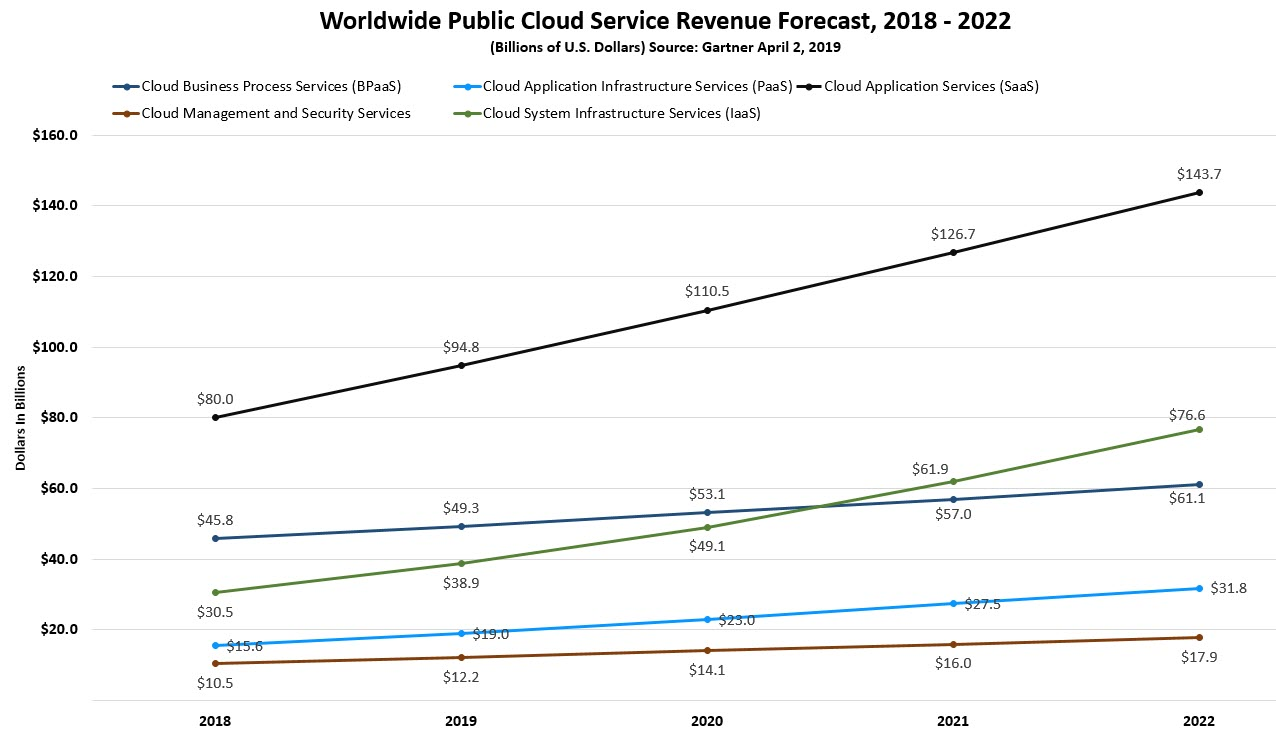 Worldwide Public Cloud Service Revenue Forecast, 2018 - 2022
(Billions of U.S. Dollars) Source: Gartner April 2, 2019
Cloud Business Process Services (BPaaS) Cloud Application Infrastructure Services (PaaS) Cloud Application Services (SaaS)
Cloud Management and Security Services Cloud System Infrastructure Services (IaaS)
Dollars In Billions
$160.0
$140.0
$120.0
$100.0
$80.0
$60.0
$40.0
$20.0
$80.0 $94.8 $110.5 $126.7 $143.7
$45.8 $49.3 $53.1 $57.0 $61.1
$30.5 $38.9 $49.1 $61.9 $76.6
$15.6 $19.0 $23.0 $27.5 $31.8
$10.5 $12.2 $14.1 $16.0 $17.9
2018 2019 2020 2021 2022